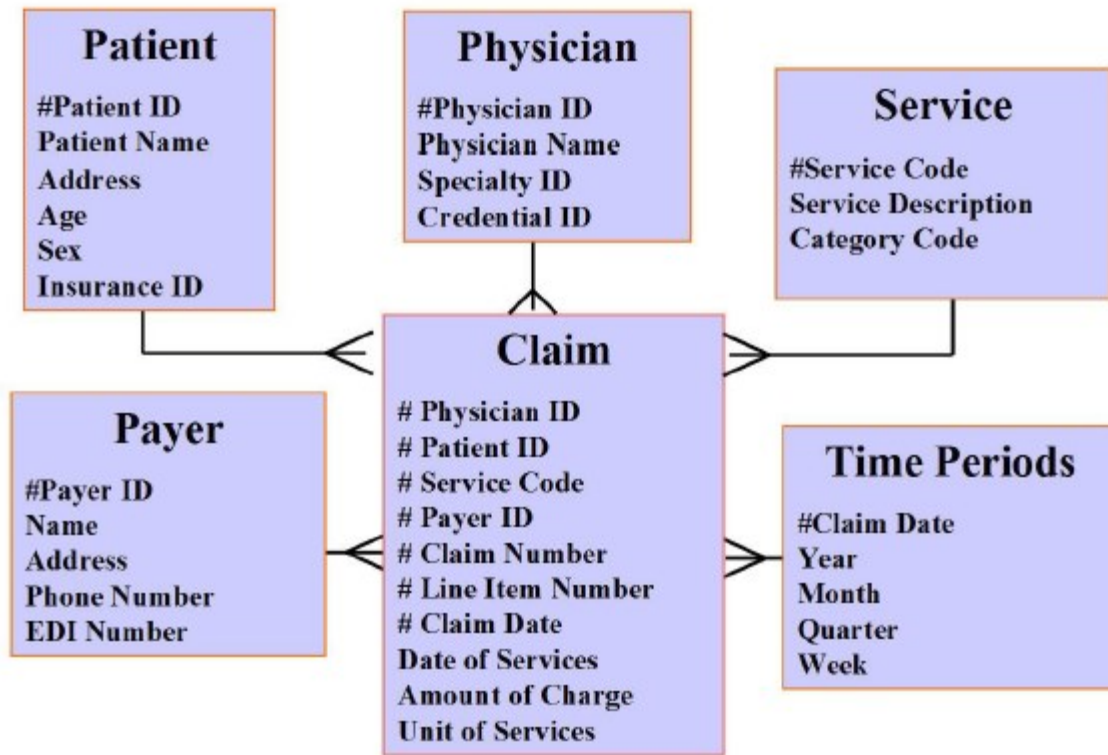 Patient
#Patient ID
Patient Name
Address
Age
Sex
Insurance ID
Physician
#Physician ID
Physician Name
Specialty ID
Credential ID
Service
#Service Code
Service Description
Category Code
Payer
#Payer ID
Name
Address
Phone Number
EDI Number
Claim
# Physician ID
# Patient ID
# Service Code
# Payer ID
# Claim Number
# Line Item Number
# Claim Date
Date of Services
Amount of Charge
Unit of Services
Time Periods
#Claim Date
Year
Month
Quarter
Week